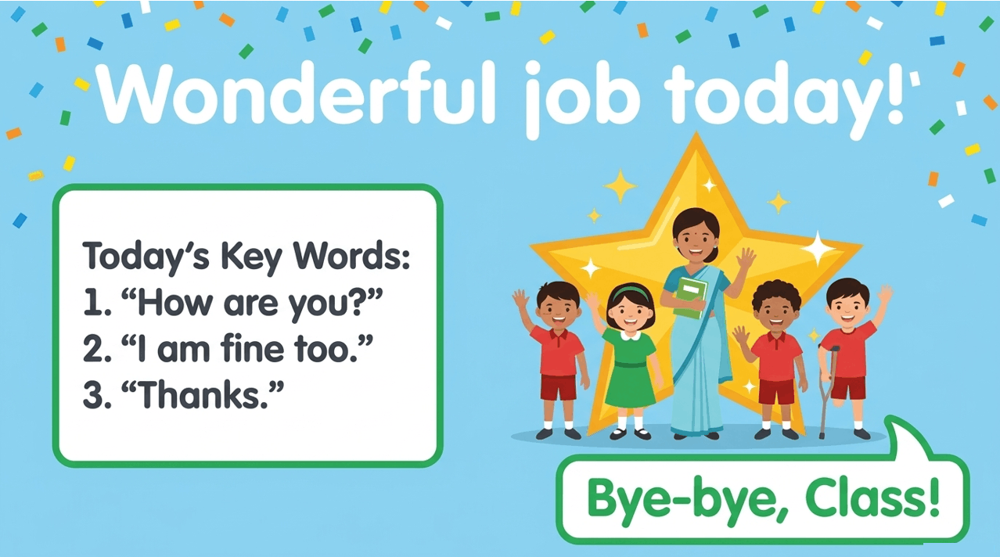 Wonderful job today!
Today’s Key Words:
1. “How are you?”
2. “I am fine too.”
3. “Thanks.”
Bye-bye, Class!